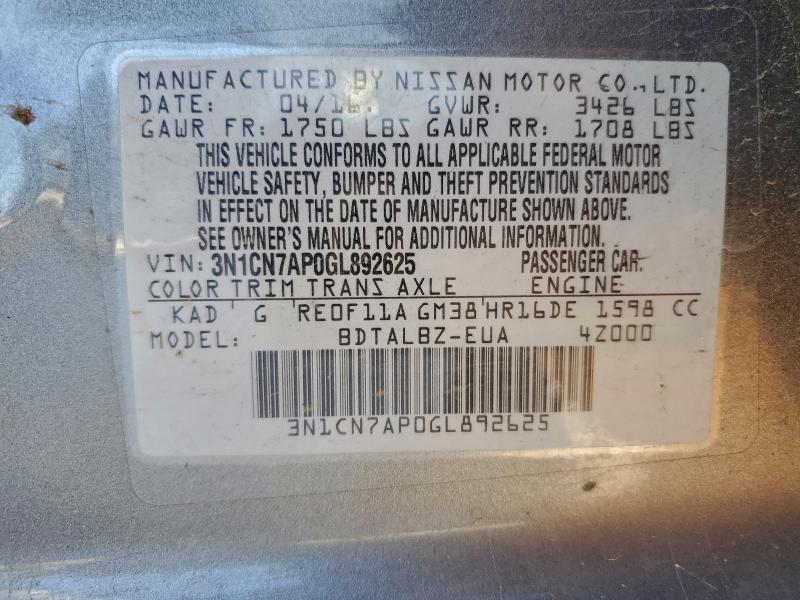 MANUFACTURED BY NISSAN MOTOR CO., LTD.
DATE: 04/16 GVWR: 3426 LBS
GAWR FR: 1750 LBS GAWR RR: 1708 LBS
THIS VEHICLE CONFORMS TO ALL APPLICABLE FEDERAL MOTOR
VEHICLE SAFETY, BUMPER AND THEFT PREVENTION STANDARDS
IN EFFECT ON THE DATE OF MANUFACTURE SHOWN ABOVE.
SEE OWNER'S MANUAL FOR ADDITIONAL INFORMATION.
VIN: 3N1CN7AP0GL892625 PASSENGER CAR.
COLOR TRIM TRANS AXLE ENGINE
KAD G RE0F11A GM38 HR16DE 1598 CC
MODEL: BDTALBZ-EUA 4Z000
3N1CN7AP0GL892625